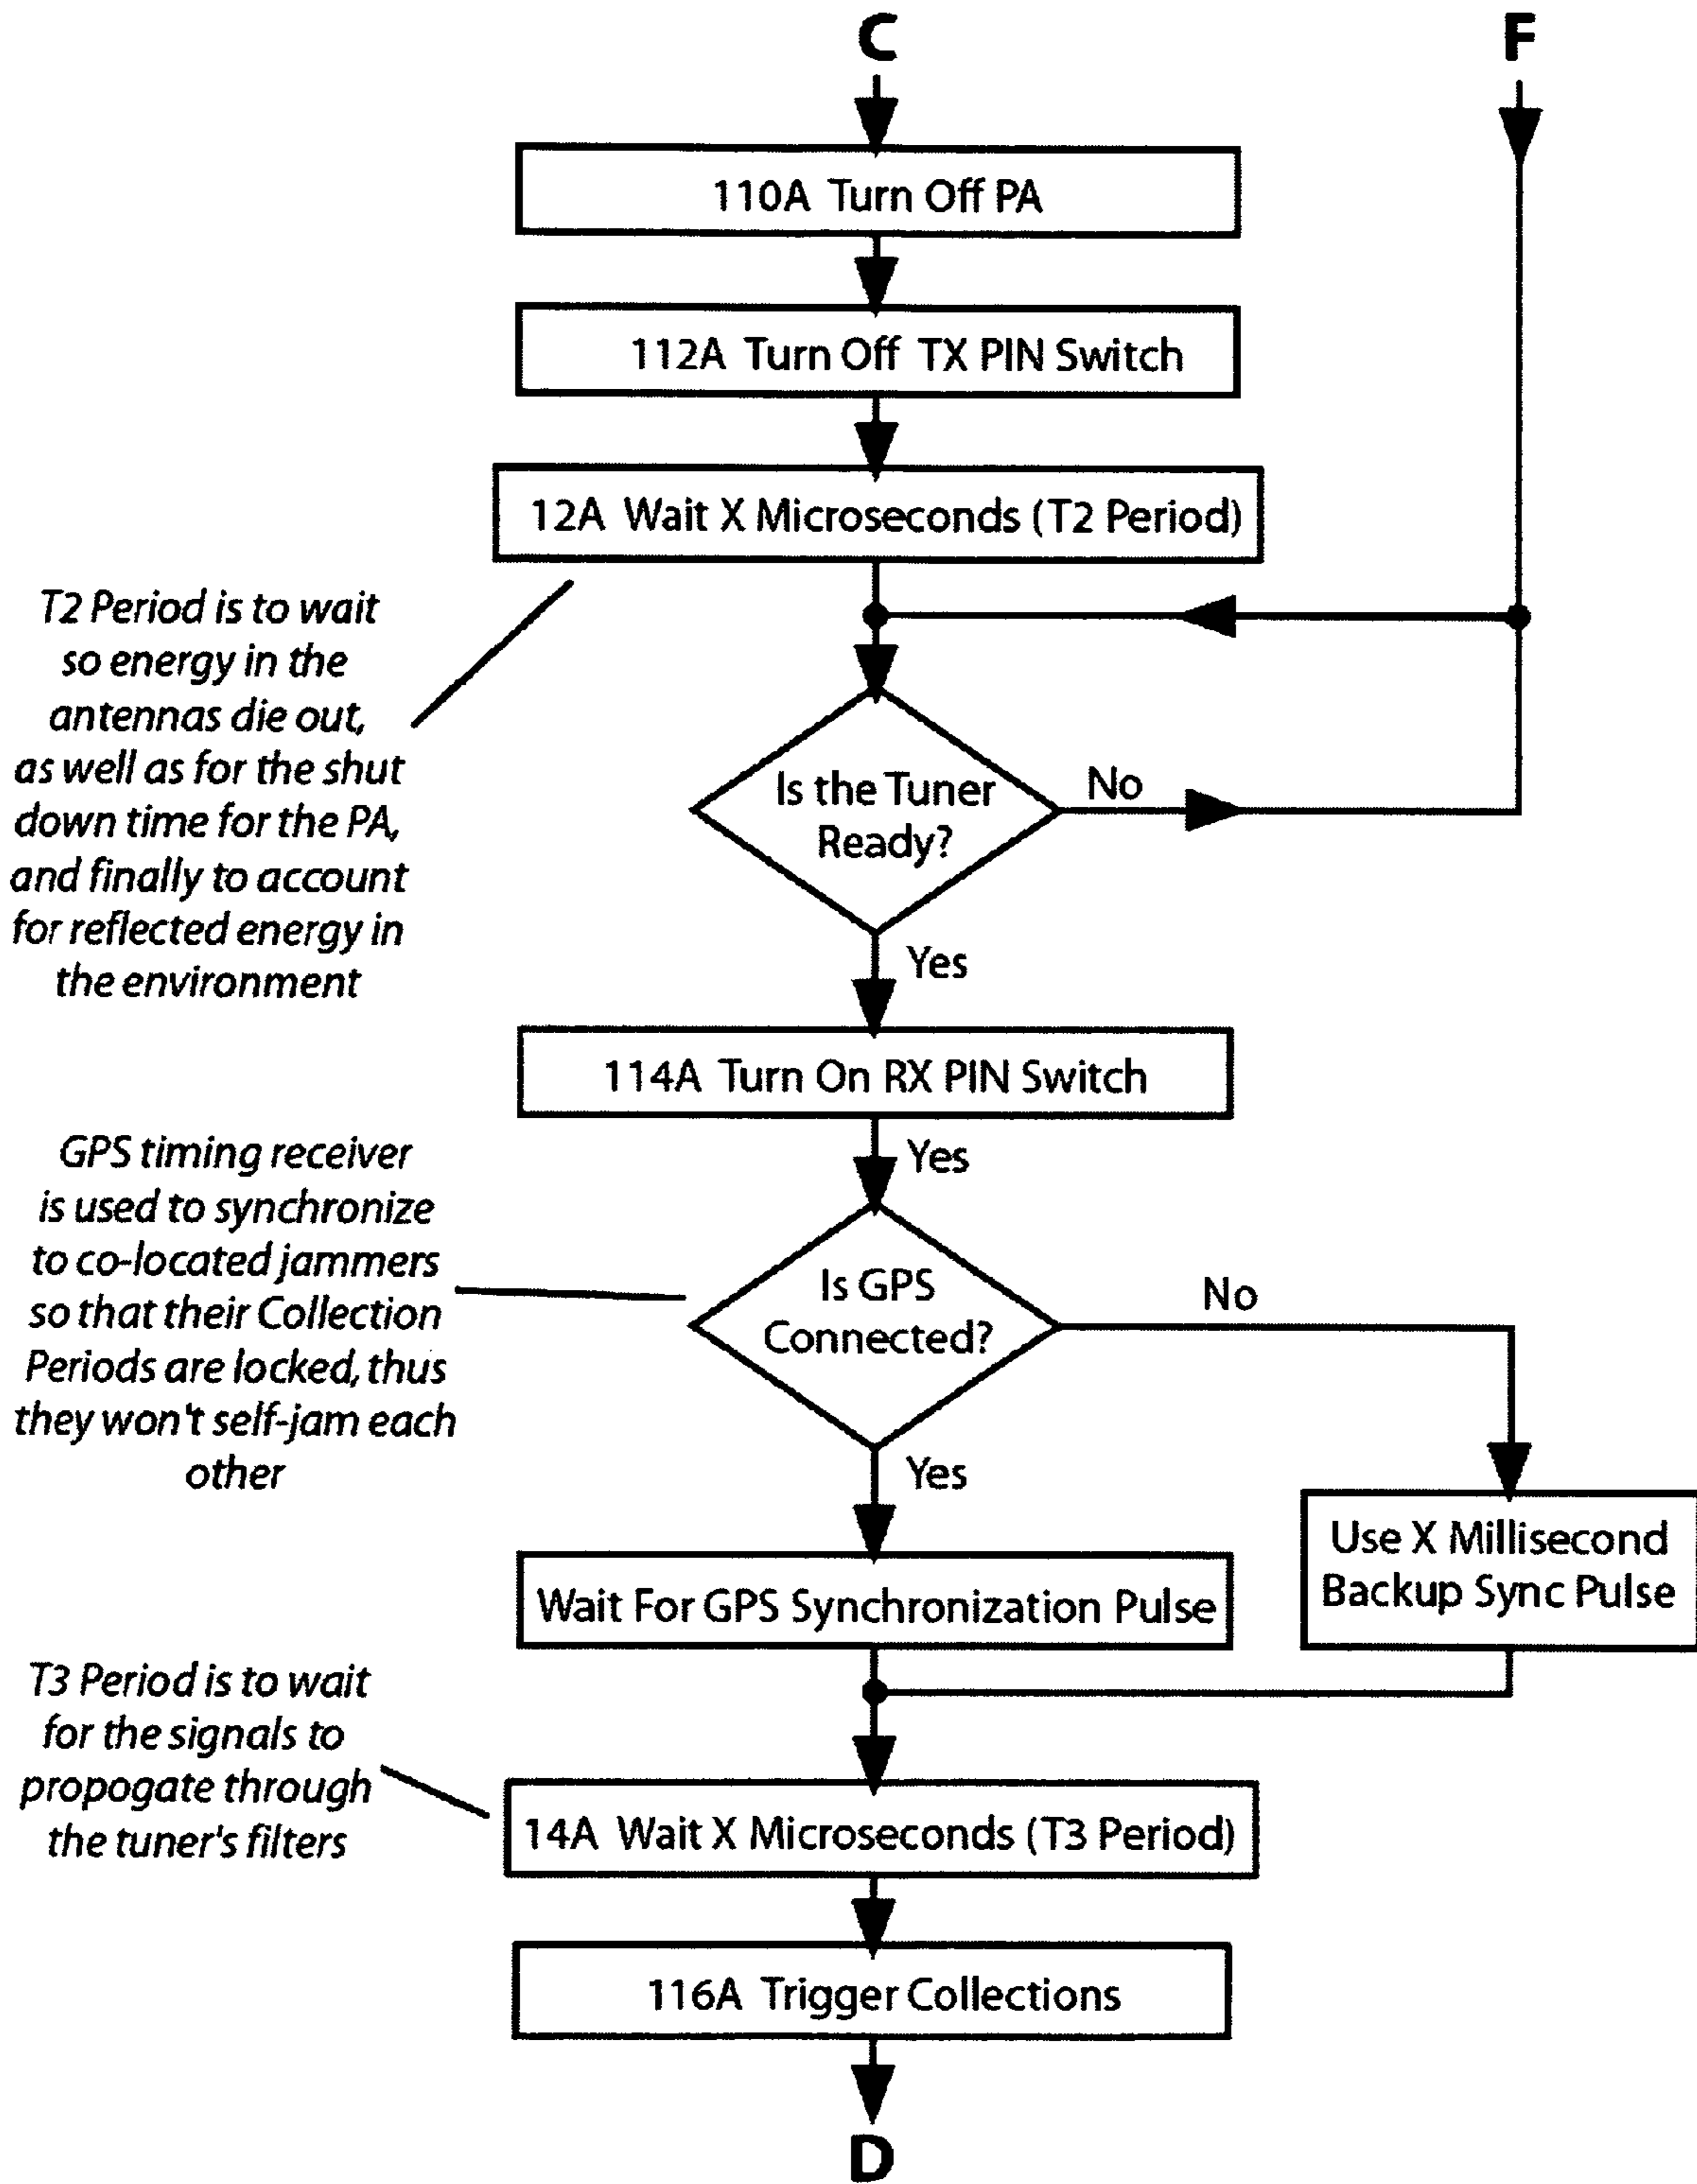 C
F
110A Turn Off PA
112A Turn Off TX PIN Switch
12A Wait X Microseconds (T2 Period)
T2 Period is to wait
so energy in the
antennas die out,
as well as for the shut
down time for the PA,
and finally to account
for reflected energy in
the environment
Is the Tuner
Ready?
No
Yes
114A Turn On RX PIN Switch
Yes
GPS timing receiver
is used to synchronize
to co-located jammers
so that their Collection
Periods are locked, thus
they won't self-jam each
other
Is GPS
Connected?
No
Yes
Use X Millisecond
Backup Sync Pulse
Wait For GPS Synchronization Pulse
T3 Period is to wait
for the signals to
propogate through
the tuner's filters
14A Wait X Microseconds (T3 Period)
116A Trigger Collections
D